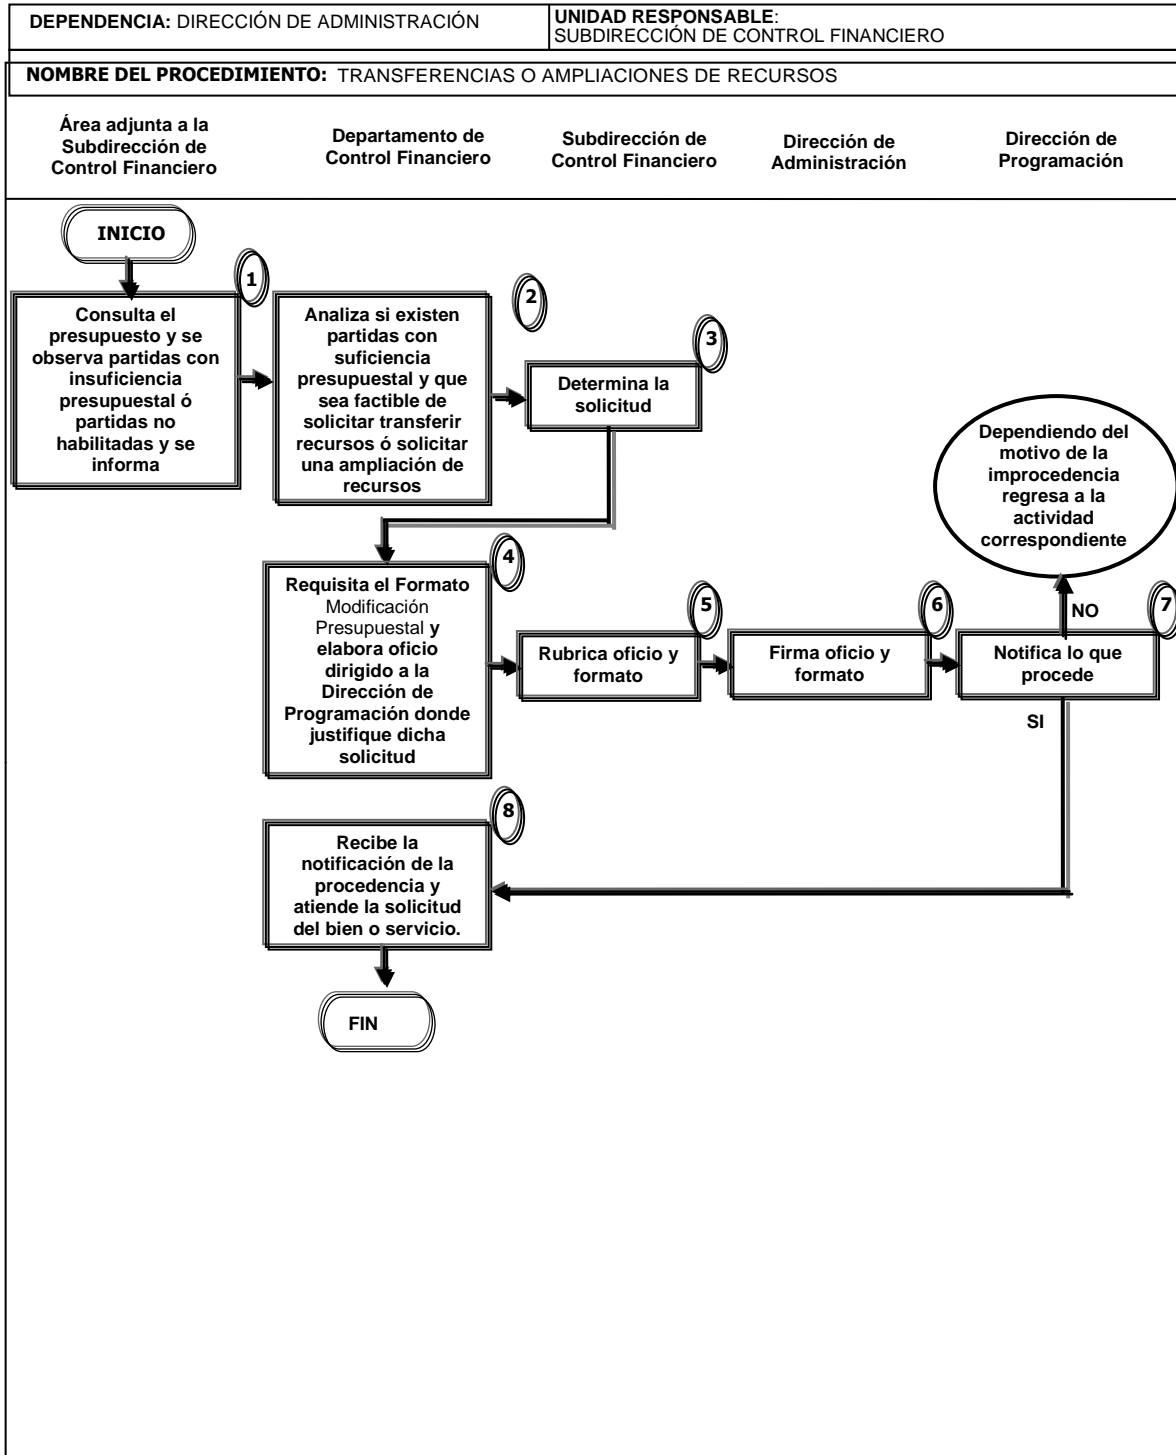 DEPENDENCIA: DIRECCIÓN DE ADMINISTRACIÓN
UNIDAD RESPONSABLE:
SUBDIRECCIÓN DE CONTROL FINANCIERO
NOMBRE DEL PROCEDIMIENTO: TRANSFERENCIAS O AMPLIACIONES DE RECURSOS
Área adjunta a la
Subdirección de
Control Financiero
Departamento de
Control Financiero
Subdirección de
Control Financiero
Dirección de
Administración
Dirección de
Programación
INICIO
1
Consulta el
presupuesto y se
observa partidas con
insuficiencia
presupuestal ó
partidas no
habilitadas y se
informa
2
Analiza si existen
partidas con
suficiencia
presupuestal y que
sea factible de
solicitar transferir
recursos ó solicitar
una ampliación de
recursos
3
Determina la
solicitud
4
Requisita el Formato
Modificación
Presupuestal y
elabora oficio
dirigido a la
Dirección de
Programación donde
justifique dicha
solicitud
5
Rubrica oficio y
formato
6
Firma oficio y
formato
7
Notifica lo que
procede
NO
Dependiendo del
motivo de la
improcedencia
regresa a la
actividad
correspondiente
SI
8
Recibe la
notificación de la
procedencia y
atiende la solicitud
del bien o servicio.
FIN